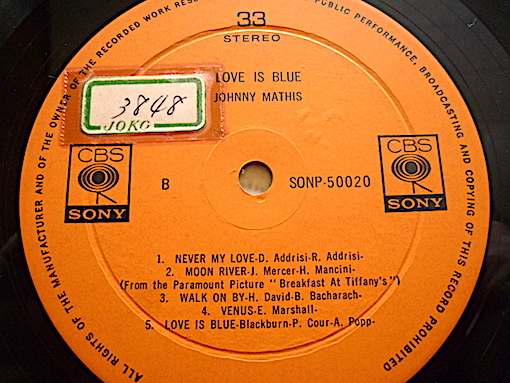 33
STEREO
LOVE IS BLUE
JOHNNY MATHIS
3848
JOKG
CBS
SONY
CBS
SONY
B
SONP-50020
1. NEVER MY LOVE-D. Addrisi-R. Addrisi-
2. MOON RIVER-J. Mercer-H. Mancini-
(From the Paramount Picture "Breakfast At Tiffany's")
3. WALK ON BY-H. David-B. Bacharach-
4. VENUS-E. Marshall-
5. LOVE IS BLUE-Blackburn-P. Cour-A. Popp-
ALL RIGHTS OF THE MANUFACTURER AND OF THE OWNER OF THE RECORDED WORK PUBLIC PERFORMANCE, BROADCASTING AND COPYING OF THIS RECORD PROHIBITED